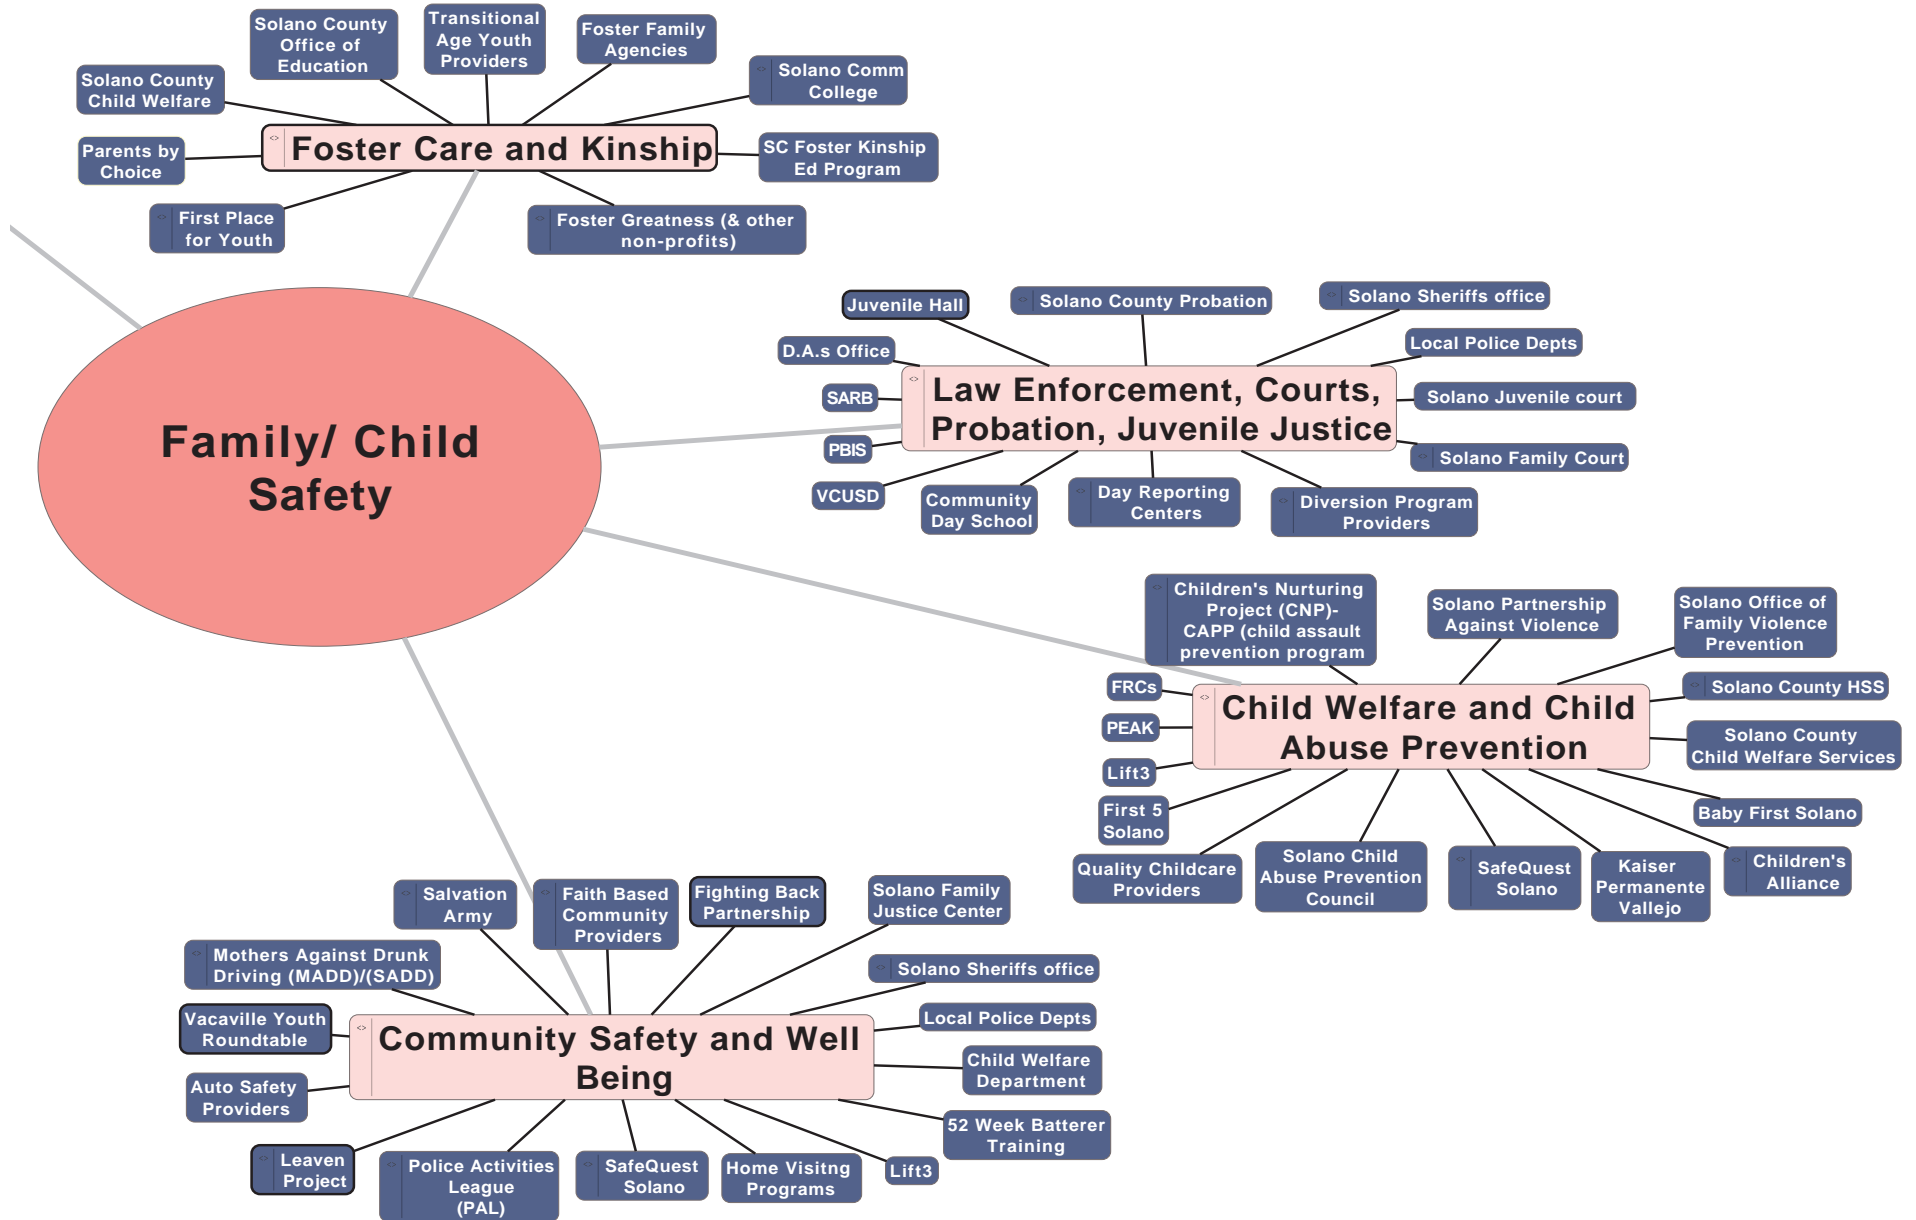 Solano County
Office of
Education
Transitional
Age Youth
Providers
Foster Family
Agencies
Solano Comm
College
Solano County
Child Welfare
Foster Care and Kinship
Parents by
Choice
SC Foster Kinship
Ed Program
First Place
for Youth
Foster Greatness (& other
non-profits)
Family/ Child
Safety
Juvenile Hall
Solano County Probation
Solano Sheriffs office
D.A.s Office
Local Police Depts
Law Enforcement, Courts,
Probation, Juvenile Justice
SARB
Solano Juvenile court
PBIS
Solano Family Court
VCUSD
Community
Day School
Day Reporting
Centers
Diversion Program
Providers
Children's Nurturing
Project (CNP)-
CAPP (child assault
prevention program
Solano Partnership
Against Violence
Solano Office of
Family Violence
Prevention
FRCs
Solano County HSS
Child Welfare and Child
Abuse Prevention
PEAK
Solano County
Child Welfare Services
Lift3
First 5
Solano
Baby First Solano
Quality Childcare
Providers
Solano Child
Abuse Prevention
Council
SafeQuest
Solano
Kaiser
Permanente
Vallejo
Children's
Alliance
Salvation
Army
Faith Based
Community
Providers
Fighting Back
Partnership
Solano Family
Justice Center
Mothers Against Drunk
Driving (MADD)/(SADD)
Solano Sheriffs office
Vacaville Youth
Roundtable
Local Police Depts
Community Safety and Well
Being
Child Welfare
Department
Auto Safety
Providers
52 Week Batterer
Training
Leaven
Project
Police Activities
League
(PAL)
SafeQuest
Solano
Home Visitng
Programs
Lift3